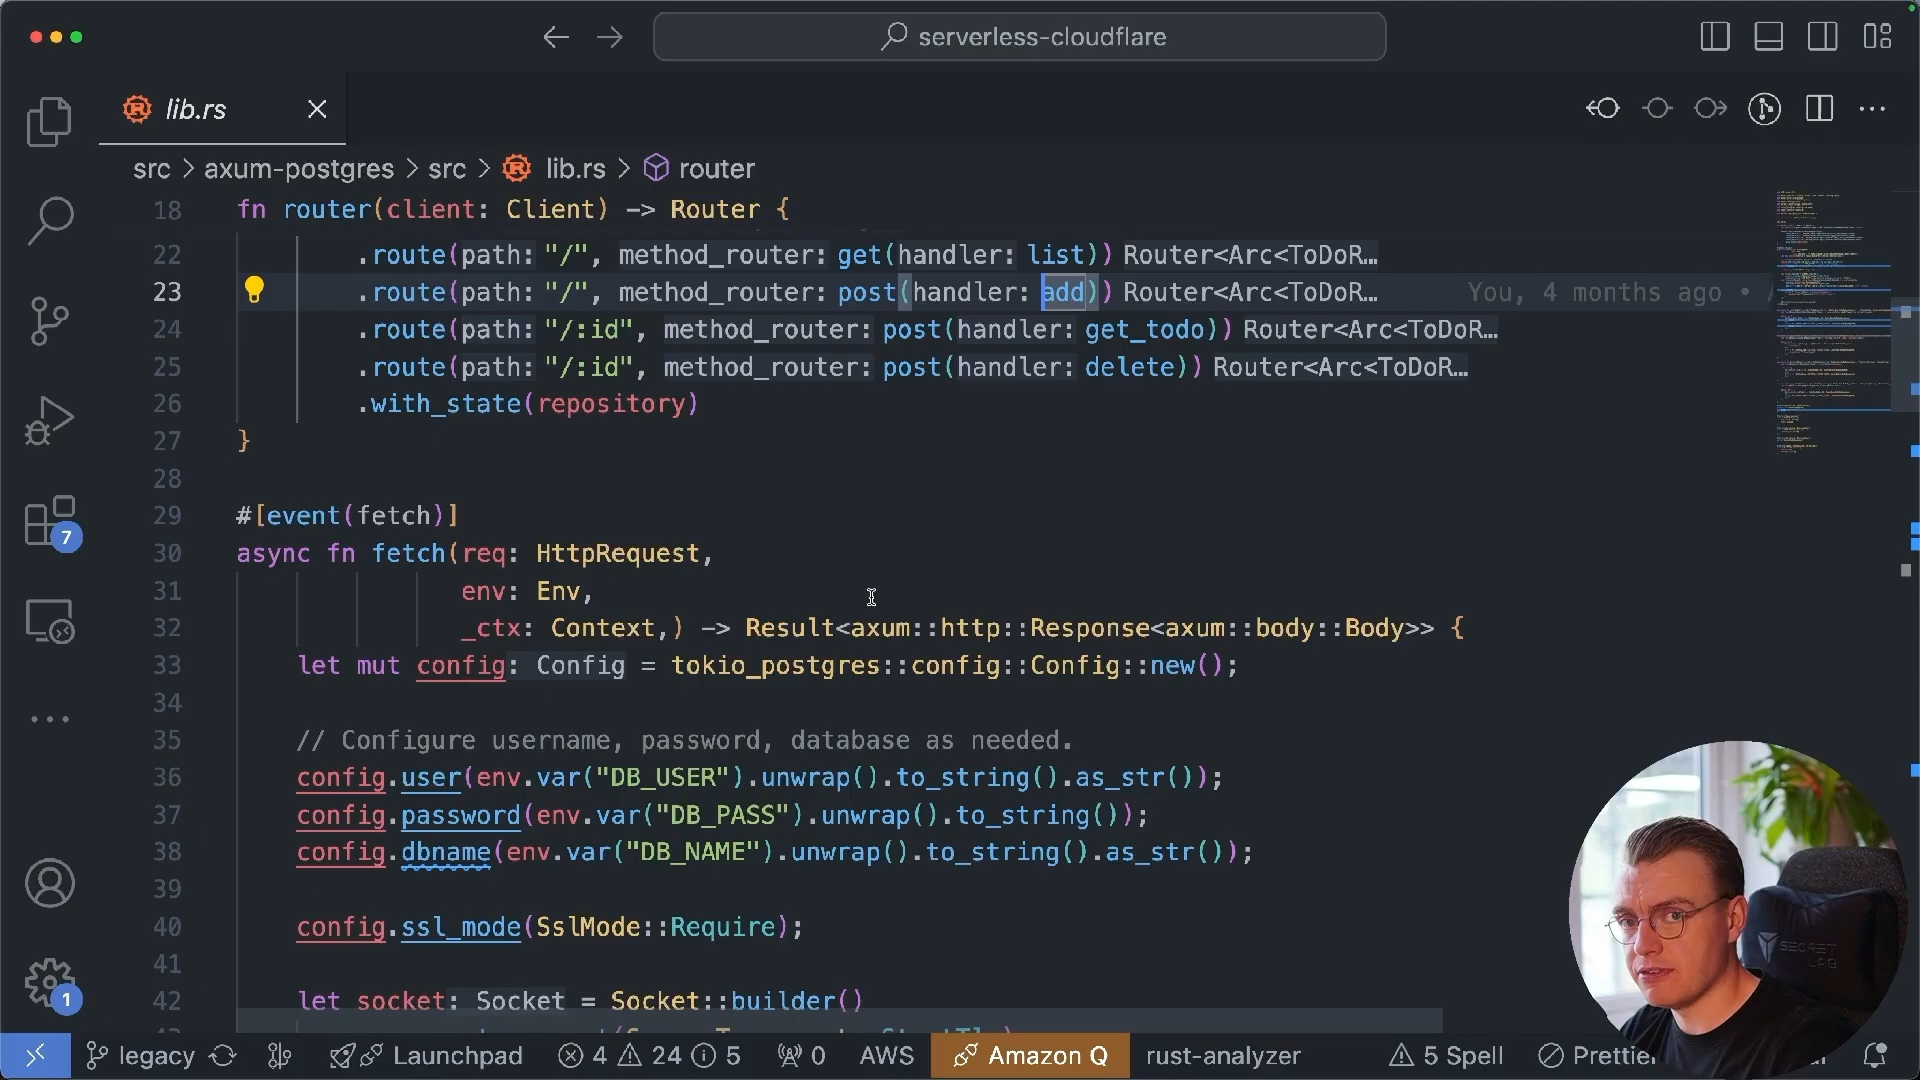 serverless-cloudflare
lib.rs
src > axum-postgres > src > lib.rs > router
18 fn router(client: Client) -> Router {
22 .route(path: "/", method_router: get(handler: list)) Router<Arc<ToDoR…
23 .route(path: "/", method_router: post(handler: add)) Router<Arc<ToDoR… You, 4 months ago •
24 .route(path: "/:id", method_router: post(handler: get_todo)) Router<Arc<ToDoR…
25 .route(path: "/:id", method_router: post(handler: delete)) Router<Arc<ToDoR…
26 .with_state(repository)
27 }
28
29 #[event(fetch)]
30 async fn fetch(req: HttpRequest,
31 env: Env,
32 _ctx: Context,) -> Result<axum::http::Response<axum::body::Body>> {
33 let mut config: Config = tokio_postgres::config::Config::new();
34
35 // Configure username, password, database as needed.
36 config.user(env.var("DB_USER").unwrap().to_string().as_str());
37 config.password(env.var("DB_PASS").unwrap().to_string());
38 config.dbname(env.var("DB_NAME").unwrap().to_string().as_str());
39
40 config.ssl_mode(SslMode::Require);
41
42 let socket: Socket = Socket::builder()
7
1
SECRET LAB
legacy Launchpad 4 24 5 0 AWS Amazon Q rust-analyzer 5 Spell Prettier